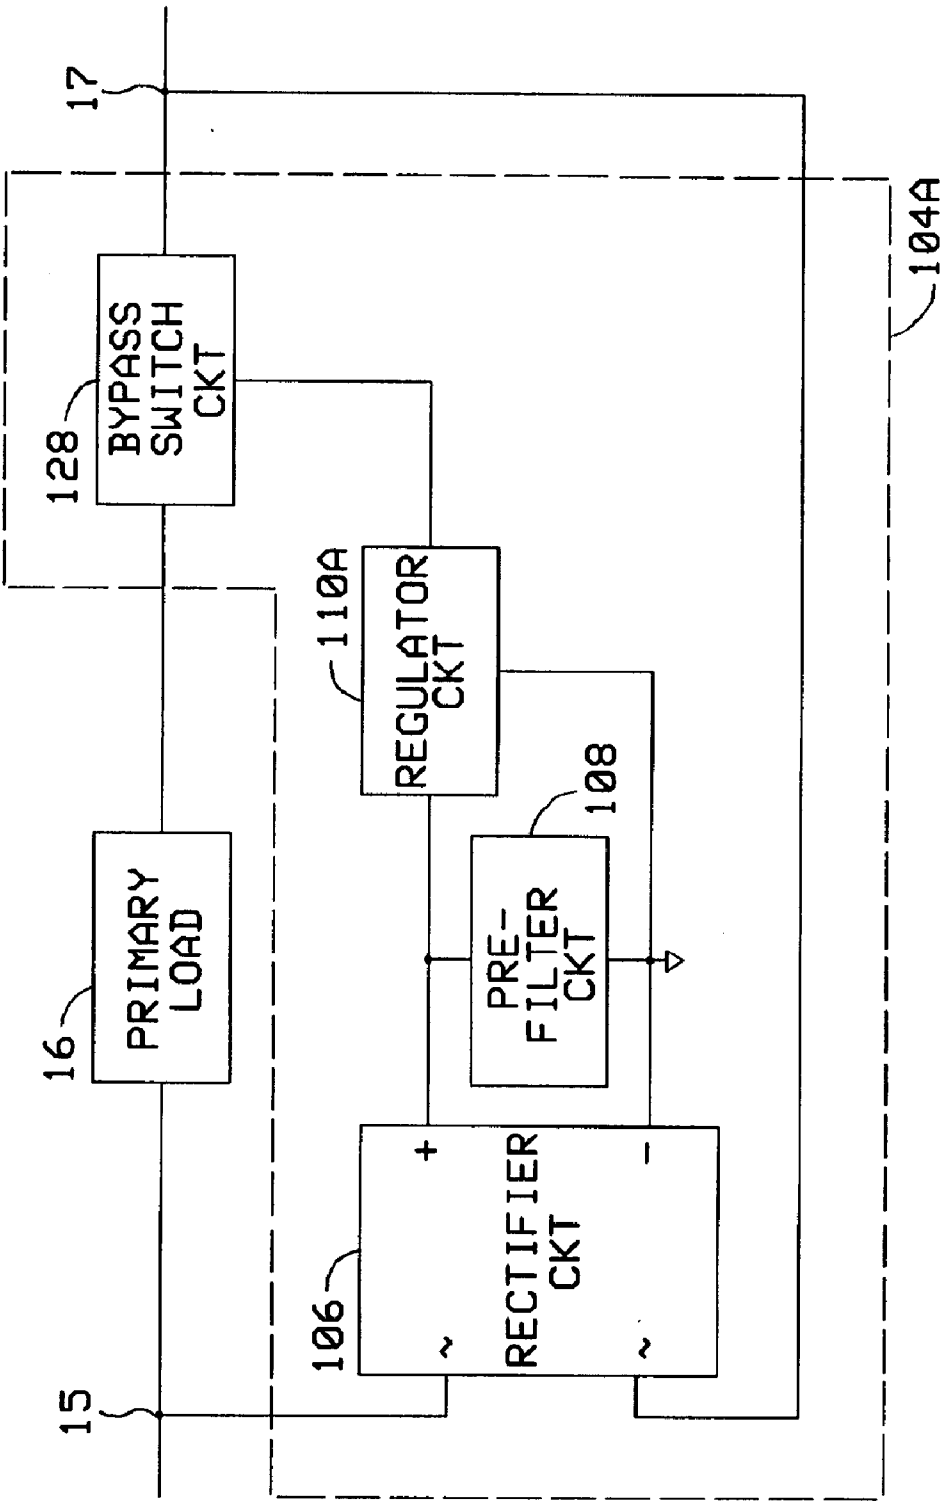 15
16
PRIMARY
LOAD
128
BYPASS
SWITCH
CKT
17
106
~
~
RECTIFIER
CKT
+
-
PRE-
FILTER
CKT
108
110A
REGULATOR
CKT
104A